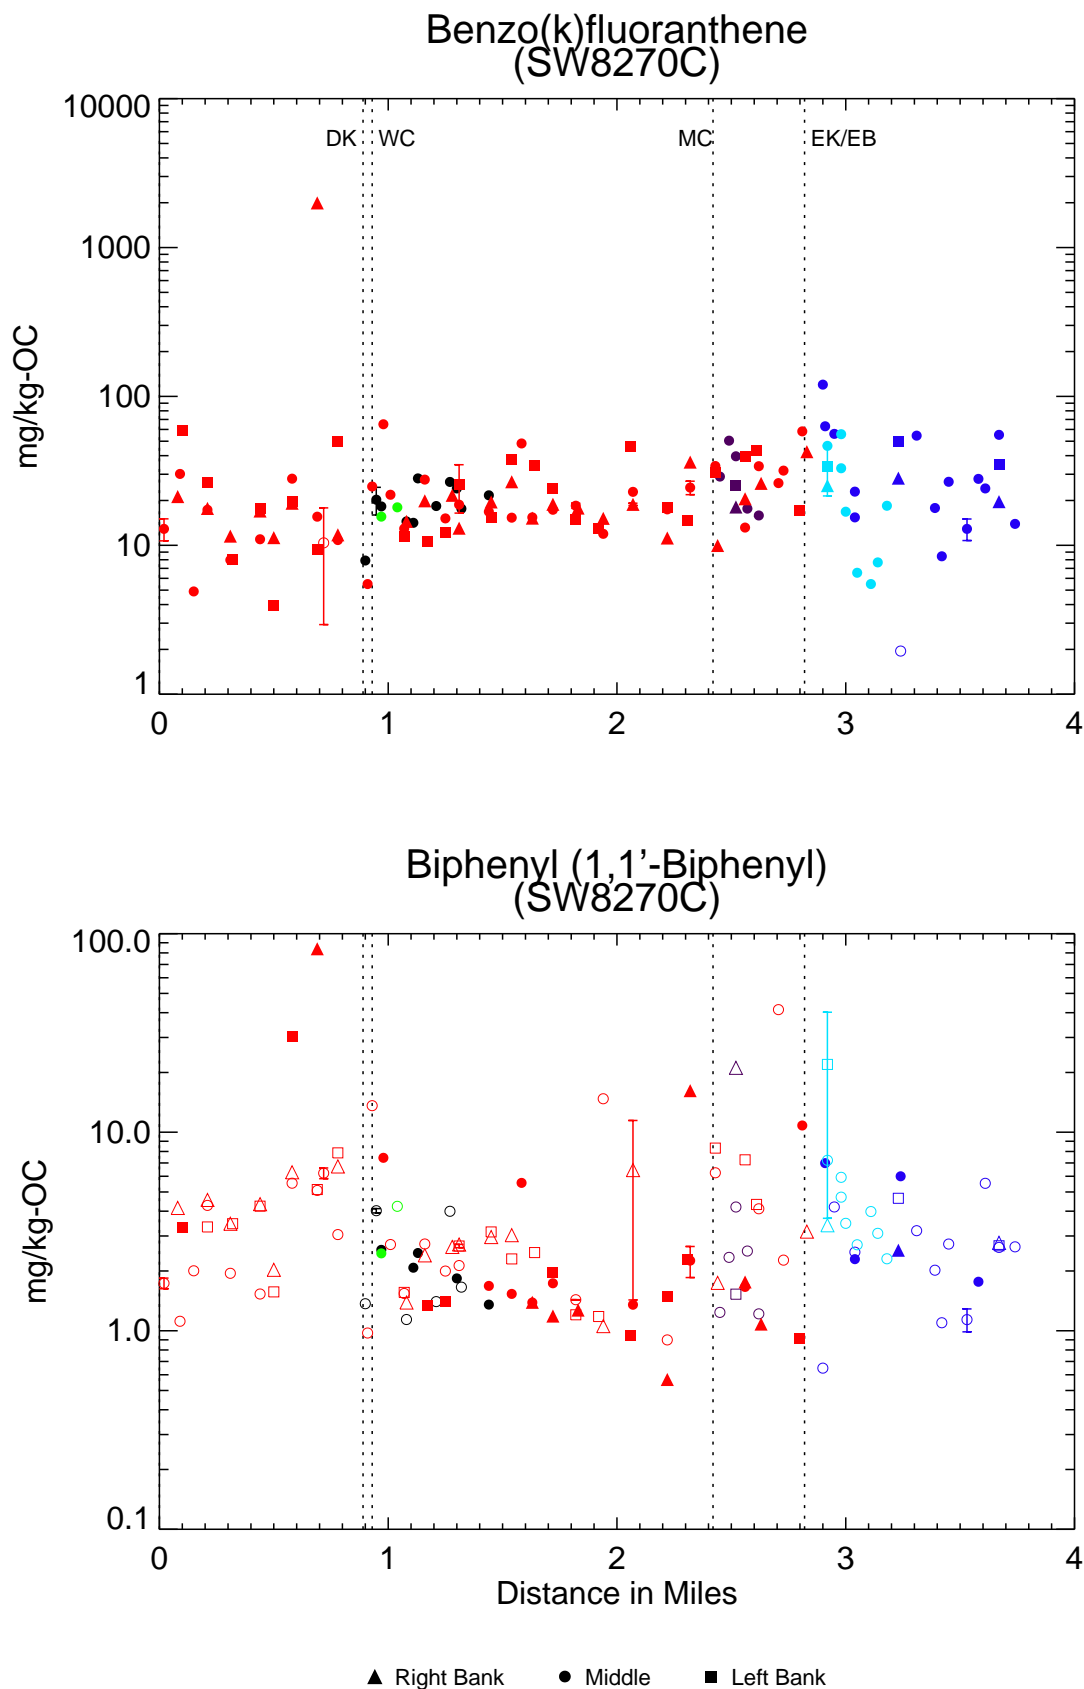 Benzo(k)fluoranthene
(SW8270C)
10000
DK WC MC EK/EB
1000
100
mg/kg-OC
10
1
0 1 2 3 4
Biphenyl (1,1'-Biphenyl)
(SW8270C)
100.0
10.0
mg/kg-OC
1.0
0.1
0 1 2 3 4
Distance in Miles
Right Bank Middle Left Bank